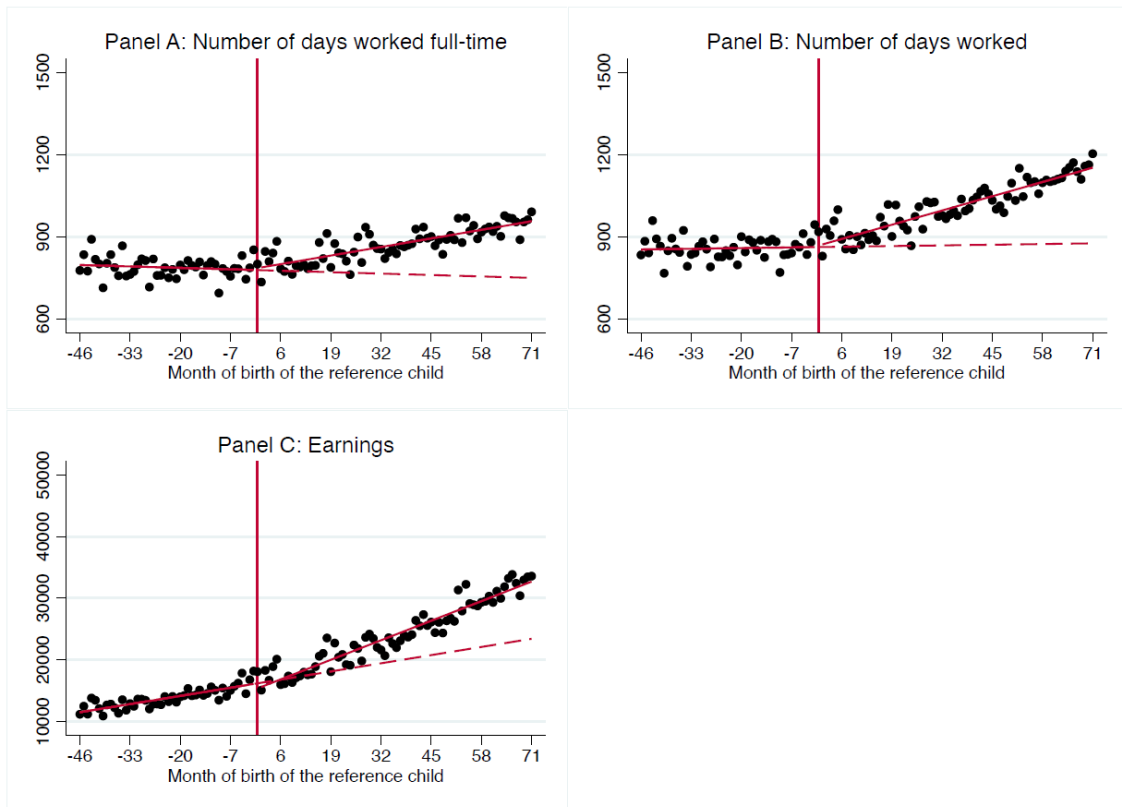 Panel A: Number of days worked full-time
1500
1200
900
600
-46 -33 -20 -7 6 19 32 45 58 71
Month of birth of the reference child
Panel B: Number of days worked
1500
1200
900
600
-46 -33 -20 -7 6 19 32 45 58 71
Month of birth of the reference child
Panel C: Earnings
50000
40000
30000
20000
10000
-46 -33 -20 -7 6 19 32 45 58 71
Month of birth of the reference child